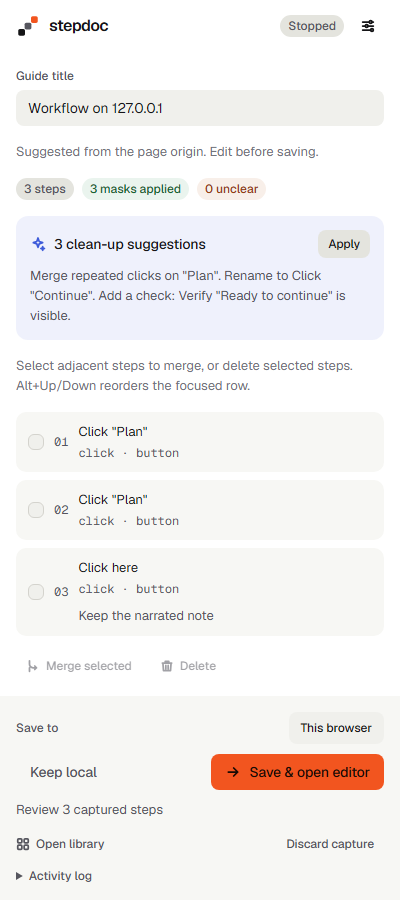 stepdoc
Stopped
Guide title
Workflow on 127.0.0.1
Suggested from the page origin. Edit before saving.
3 steps
3 masks applied
0 unclear
3 clean-up suggestions
Apply
Merge repeated clicks on "Plan". Rename to Click
"Continue". Add a check: Verify "Ready to continue" is
visible.
Select adjacent steps to merge, or delete selected steps.
Alt+Up/Down reorders the focused row.
01
Click "Plan"
click · button
02
Click "Plan"
click · button
03
Click here
click · button
Keep the narrated note
Merge selected
Delete
Save to
This browser
Keep local
Save & open editor
Review 3 captured steps
Open library
Discard capture
Activity log